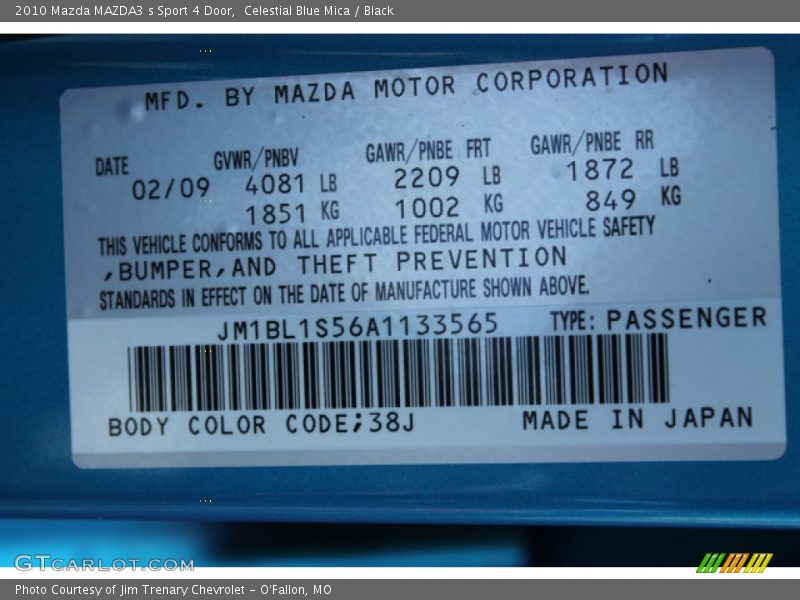 2010 Mazda MAZDA3 s Sport 4 Door, Celestial Blue Mica / Black
MFD. BY MAZDA MOTOR CORPORATION
DATE GVWR/PNBV GAWR/PNBE FRT GAWR/PNBE RR
02/09 4081 LB 2209 LB 1872 LB
1851 KG 1002 KG 849 KG
THIS VEHICLE CONFORMS TO ALL APPLICABLE FEDERAL MOTOR VEHICLE SAFETY
,BUMPER,AND THEFT PREVENTION
STANDARDS IN EFFECT ON THE DATE OF MANUFACTURE SHOWN ABOVE.
JM1BL1S56A1133565 TYPE: PASSENGER
BODY COLOR CODE;38J MADE IN JAPAN
GTCARLOT.COM
Photo Courtesy of Jim Trenary Chevrolet - O'Fallon, MO